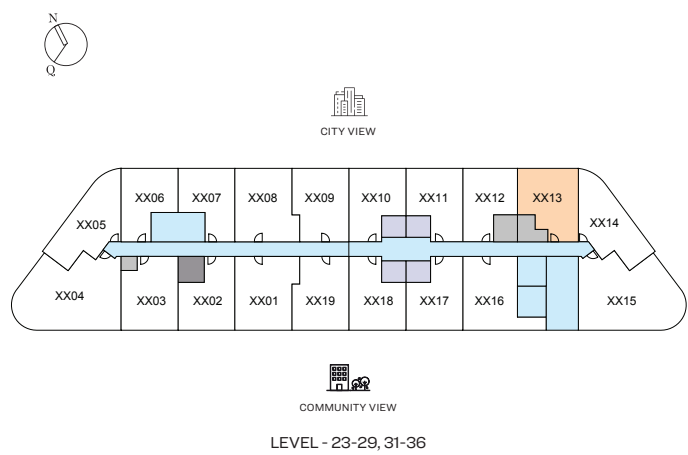 N
Q
CITY VIEW
XX06 XX07 XX08 XX09 XX10 XX11 XX12 XX13
XX05 XX14
XX04 XX03 XX02 XX01 XX19 XX18 XX17 XX16 XX15
COMMUNITY VIEW
LEVEL - 23-29, 31-36